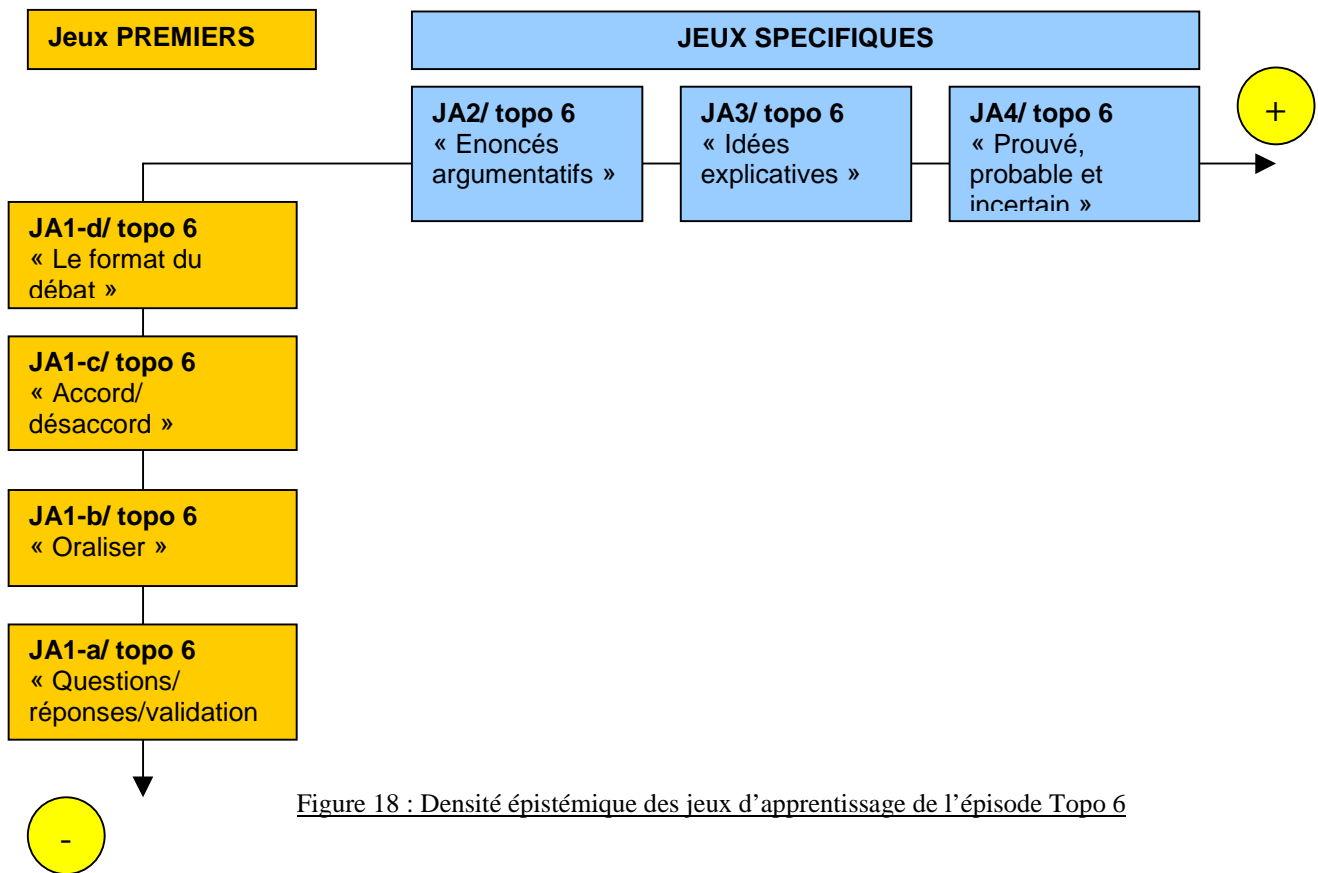 Jeux PREMIERS
JEUX SPECIFIQUES
JA2/ topo 6
« Enoncés
argumentatifs »
JA3/ topo 6
« Idées
explicatives »
JA4/ topo 6
« Prouvé,
probable et
incertain »
+
JA1-d/ topo 6
« Le format du
débat »
JA1-c/ topo 6
« Accord/
désaccord »
JA1-b/ topo 6
« Oraliser »
JA1-a/ topo 6
« Questions/
réponses/validation
-
Figure 18 : Densité épistémique des jeux d’apprentissage de l’épisode Topo 6